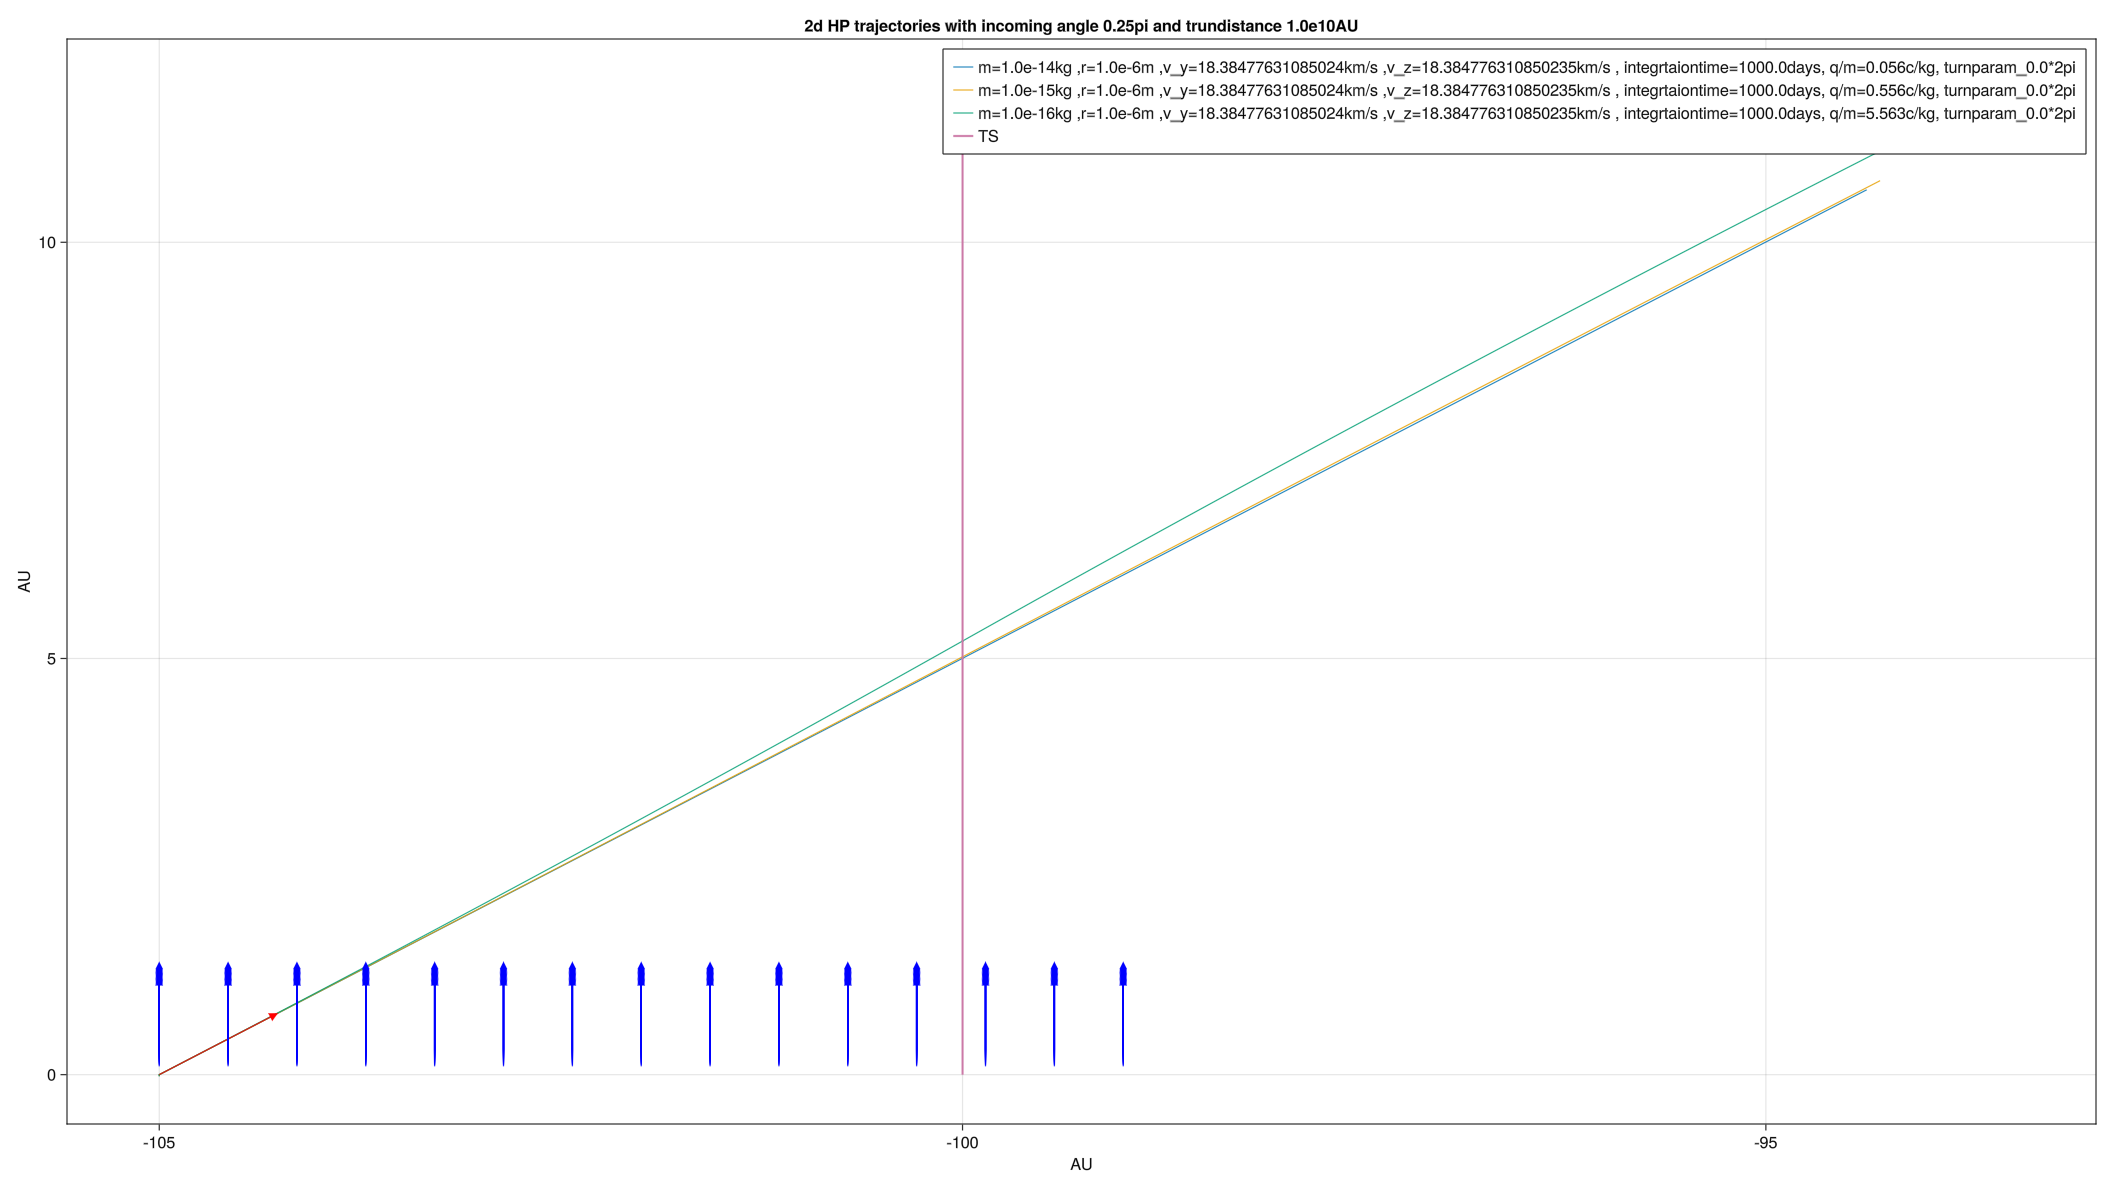 2d HP trajectories with incoming angle 0.25pi and trundistance 1.0e10AU
m=1.0e-14kg ,r=1.0e-6m ,v_y=18.38477631085024km/s ,v_z=18.384776310850235km/s , integrtaiontime=1000.0days, q/m=0.056c/kg, turnparam_0.0*2pi
m=1.0e-15kg ,r=1.0e-6m ,v_y=18.38477631085024km/s ,v_z=18.384776310850235km/s , integrtaiontime=1000.0days, q/m=0.556c/kg, turnparam_0.0*2pi
m=1.0e-16kg ,r=1.0e-6m ,v_y=18.38477631085024km/s ,v_z=18.384776310850235km/s , integrtaiontime=1000.0days, q/m=5.563c/kg, turnparam_0.0*2pi
TS
10
5
0
AU
-105
-100
-95
AU